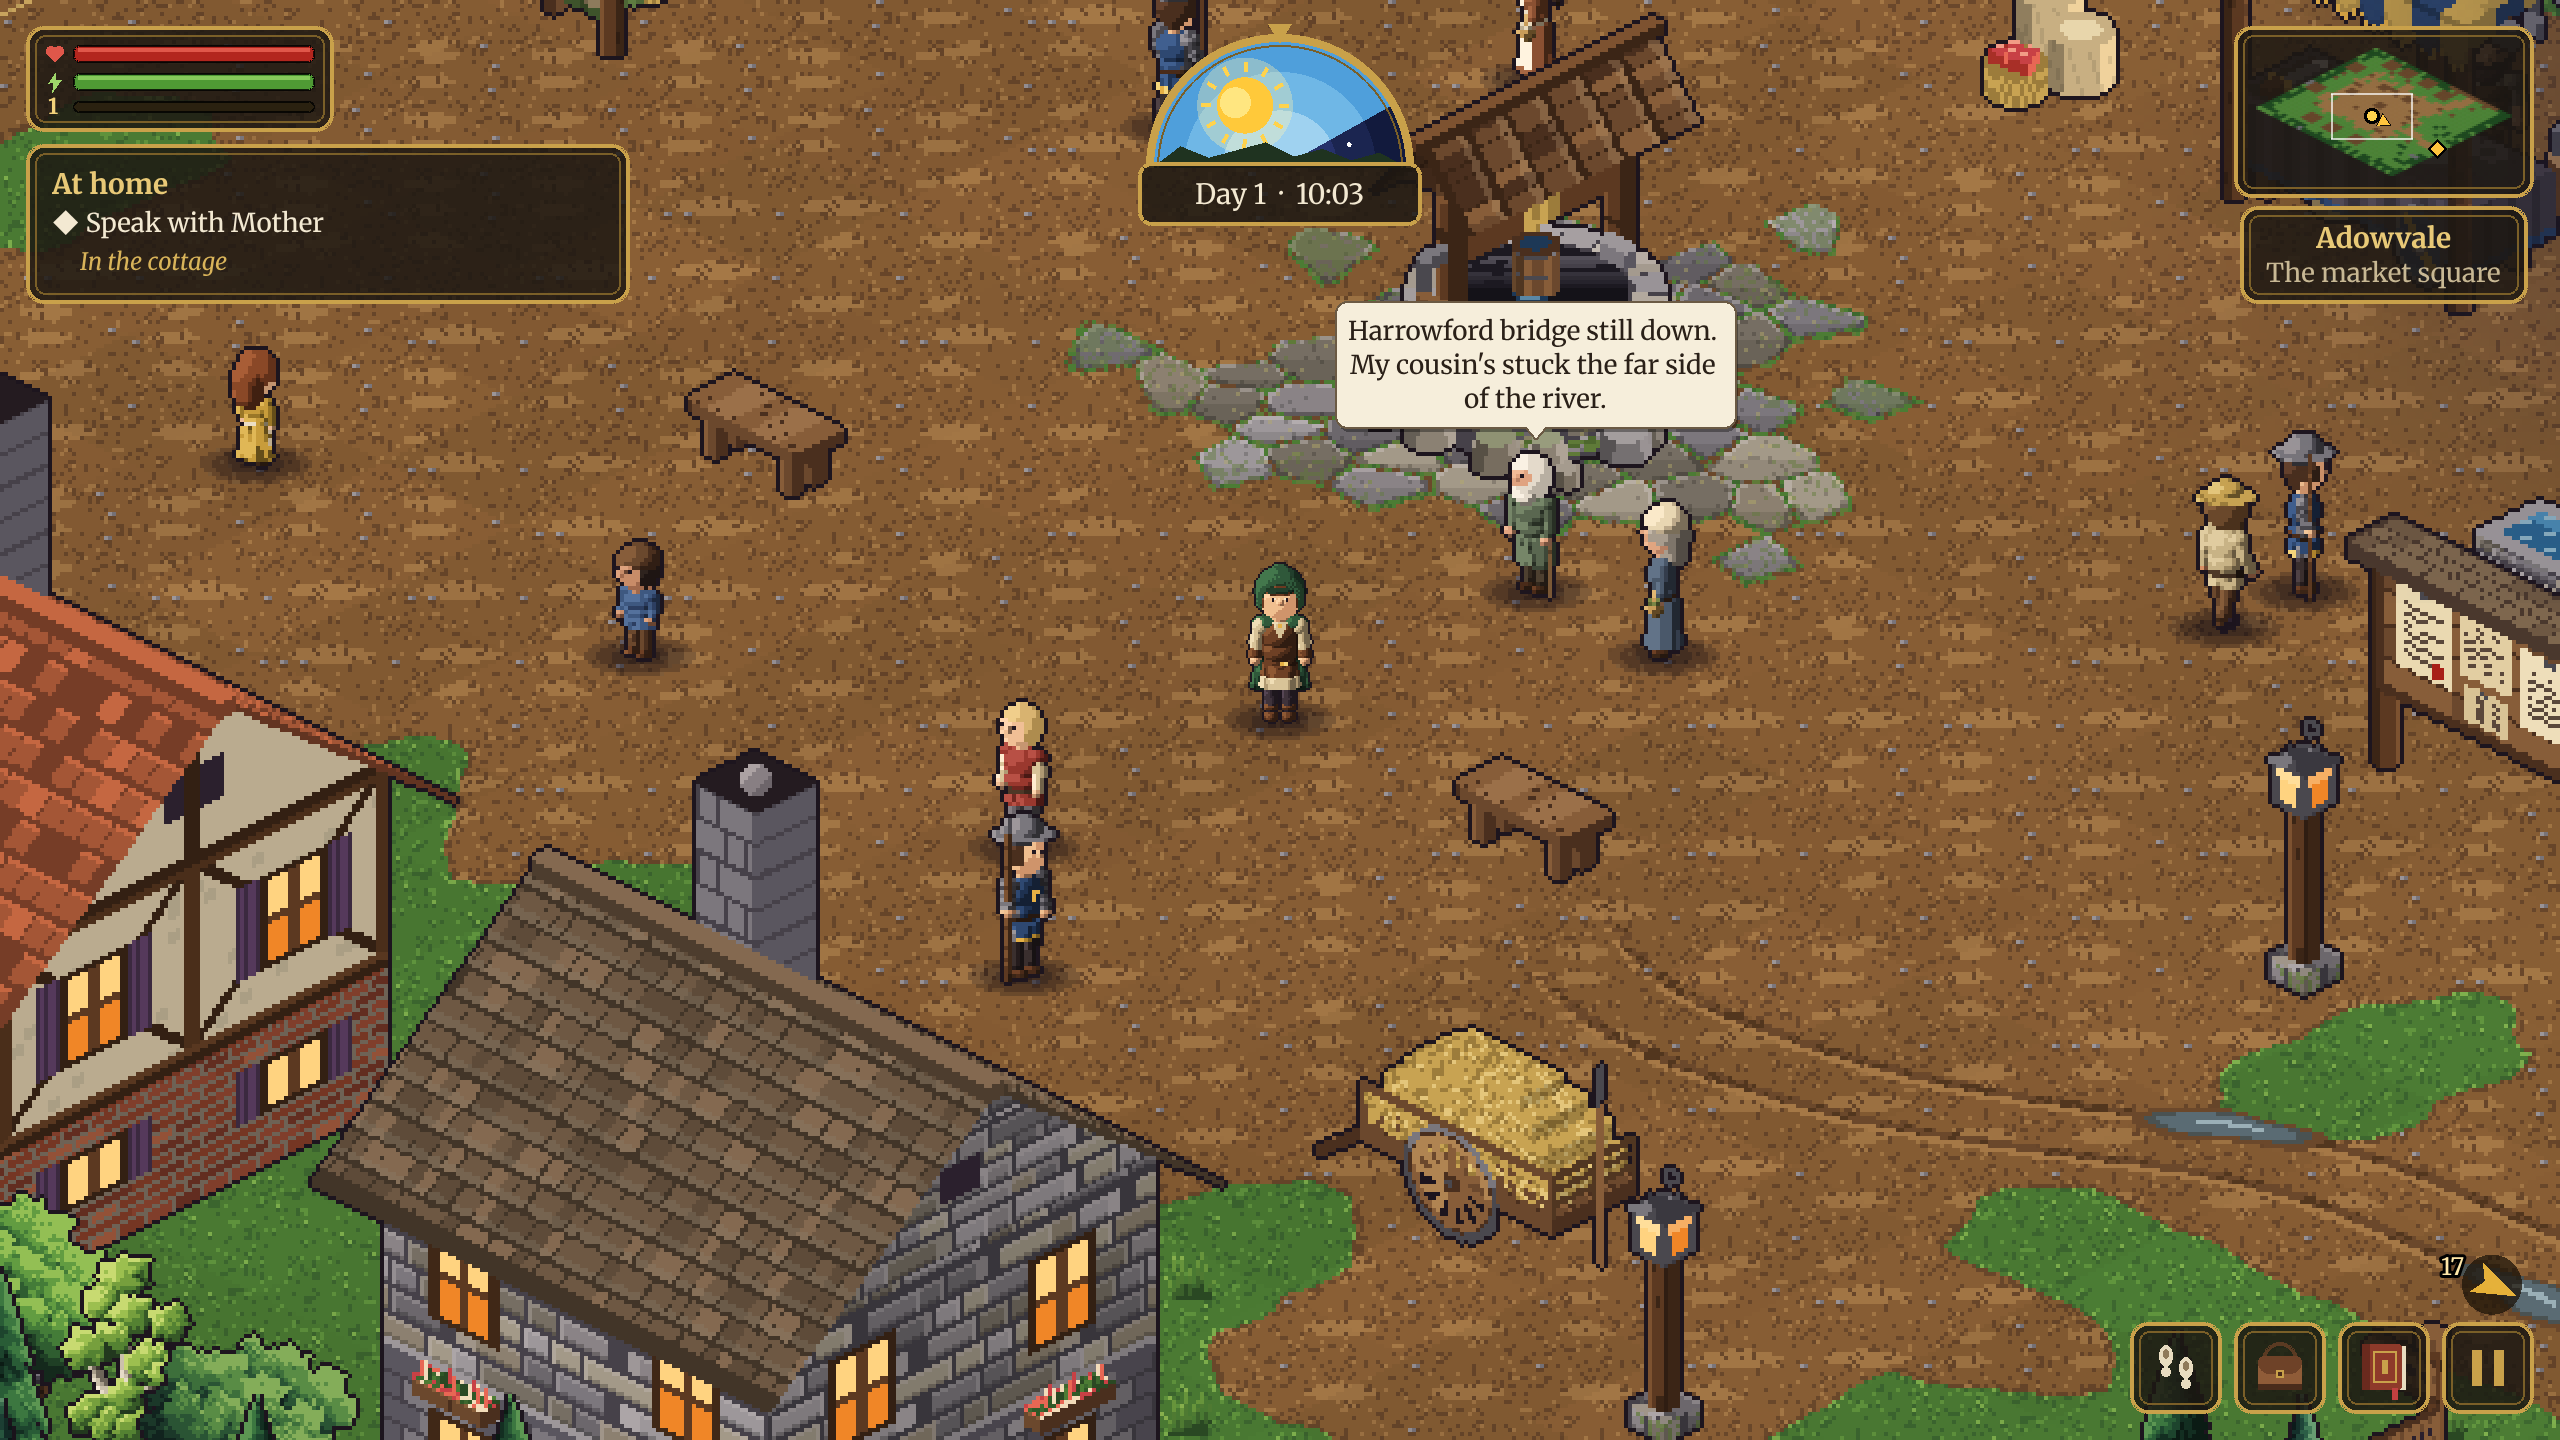 1
At home
Speak with Mother
In the cottage
Day 1 · 10:03
Adowvale
The market square
Harrowford bridge still down.
My cousin's stuck the far side
of the river.
17